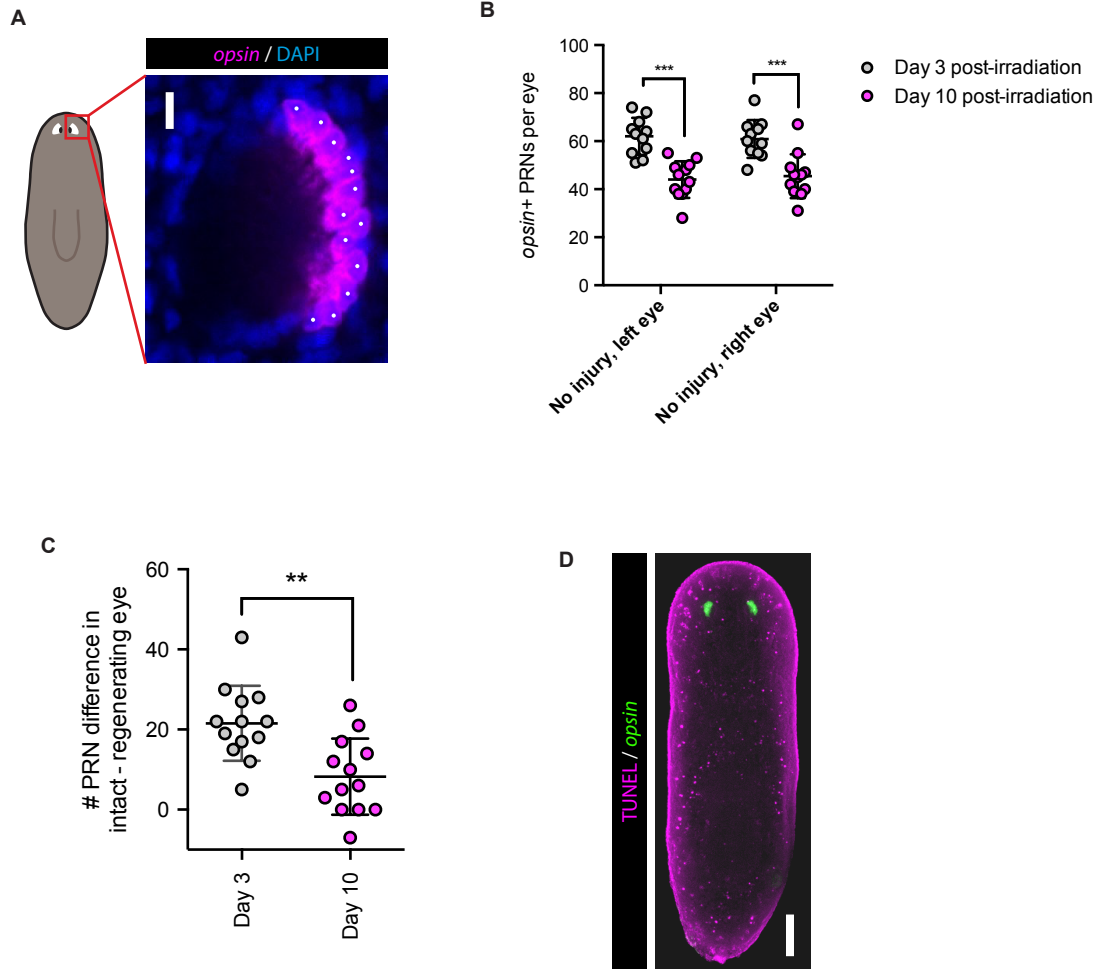 A
opsin / DAPI
B
opsin+ PRNs per eye
100
80
60
40
20
0
***
***
No injury, left eye
No injury, right eye
Day 3 post-irradiation
Day 10 post-irradiation
C
# PRN difference in
intact - regenerating eye
60
40
20
0
**
Day 3
Day 10
D
TUNEL / opsin